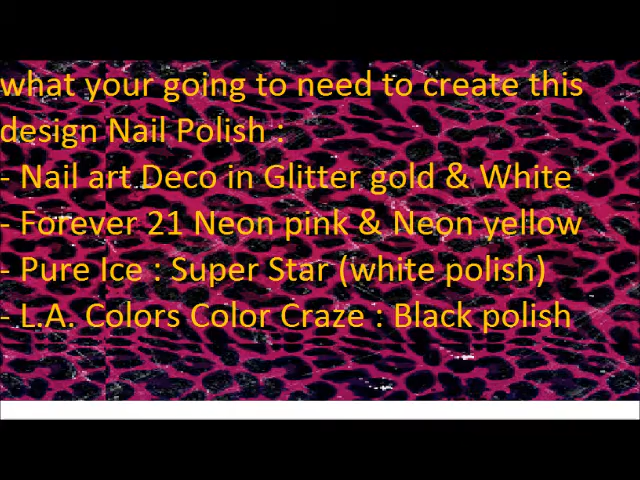 what your going to need to create this
design Nail Polish :
- Nail art Deco in Glitter gold & White
- Forever 21 Neon pink & Neon yellow
- Pure Ice : Super Star (white polish)
- L.A. Colors Color Craze : Black polish